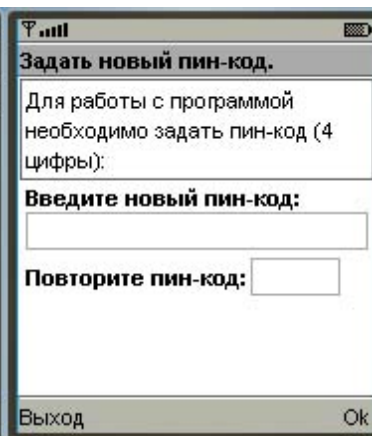 Задать новый пин-код.
Для работы с программой
необходимо задать пин-код (4
цифры):
Введите новый пин-код:
Повторите пин-код:
Выход Ok